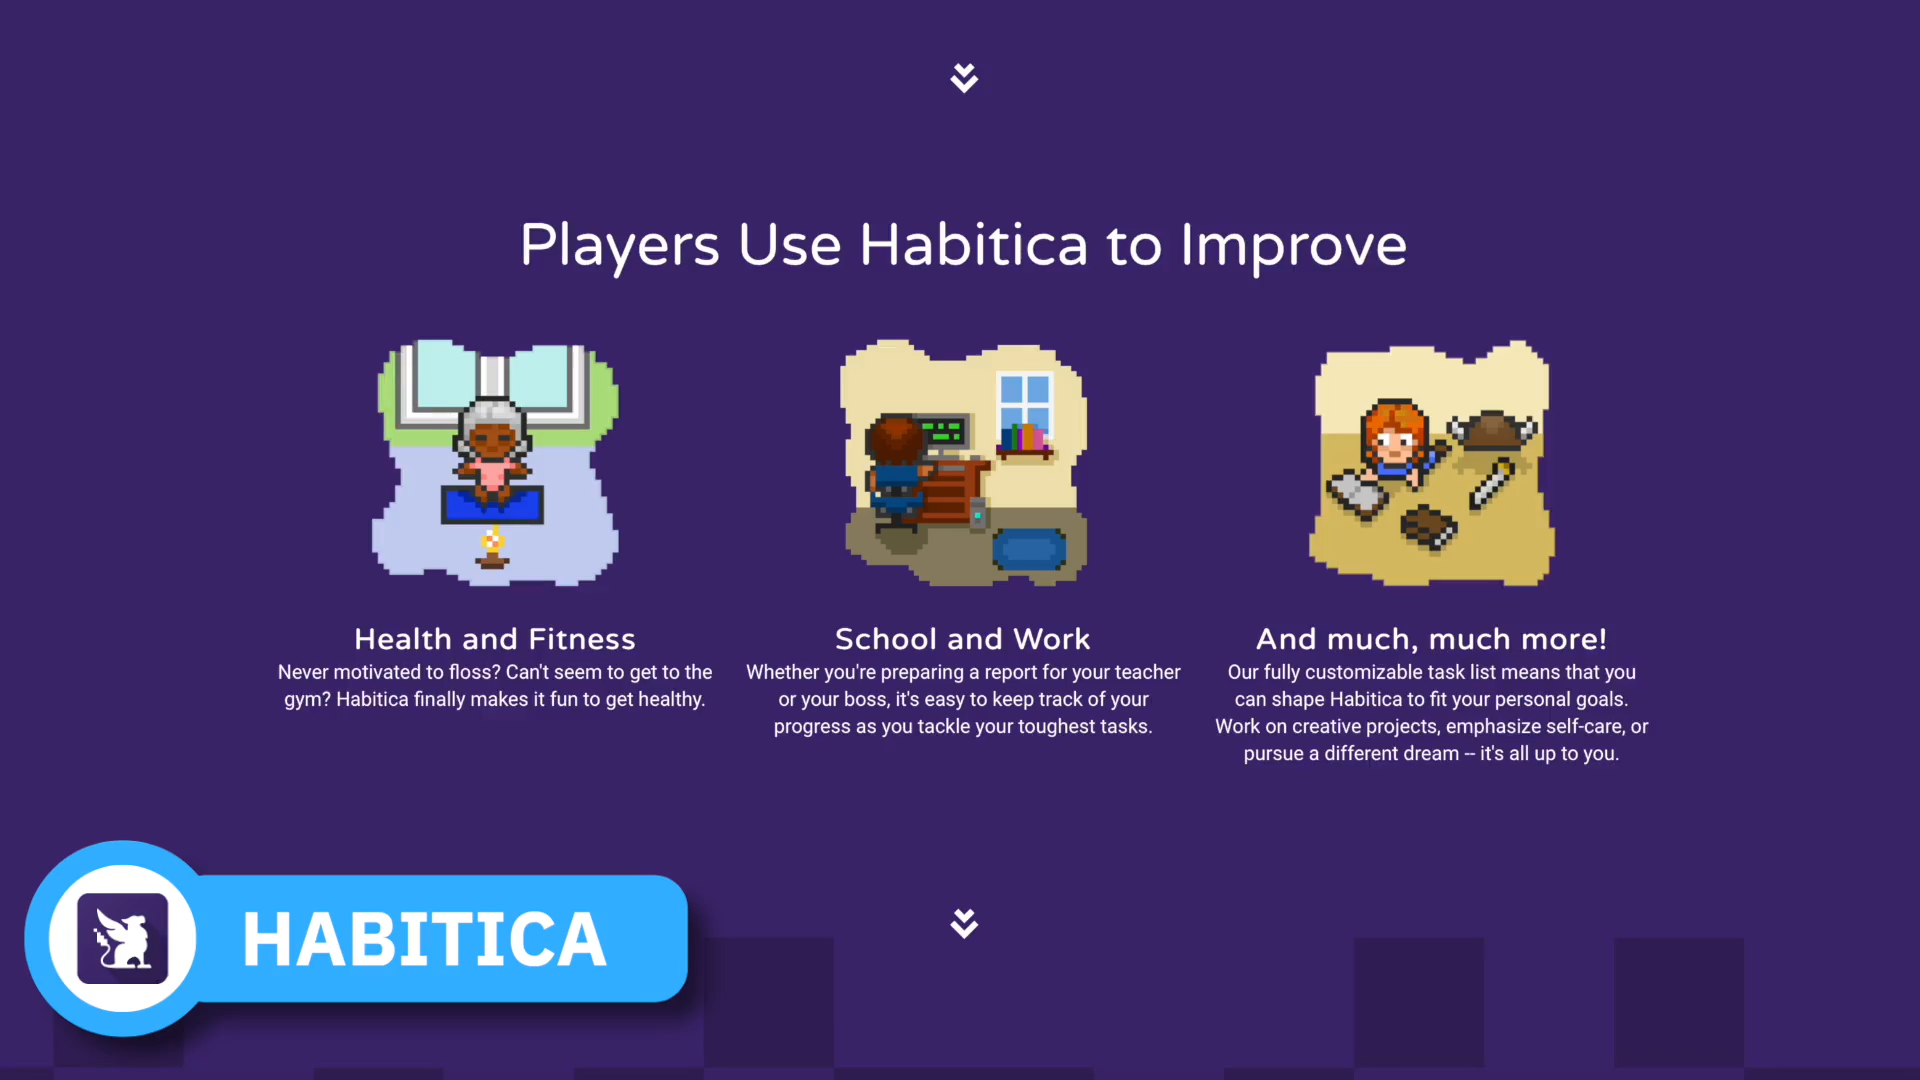 Players Use Habitica to Improve
Health and Fitness
Never motivated to floss? Can't seem to get to the
gym? Habitica finally makes it fun to get healthy.
School and Work
Whether you're preparing a report for your teacher
or your boss, it's easy to keep track of your
progress as you tackle your toughest tasks.
And much, much more!
Our fully customizable task list means that you
can shape Habitica to fit your personal goals.
Work on creative projects, emphasize self-care, or
pursue a different dream -- it's all up to you.
HABITICA